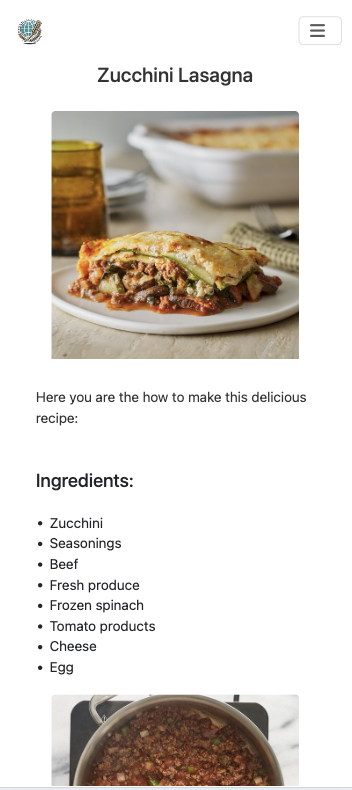 Zucchini Lasagna
Here you are the how to make this delicious
recipe:
Ingredients:
• Zucchini
• Seasonings
• Beef
• Fresh produce
• Frozen spinach
• Tomato products
• Cheese
• Egg